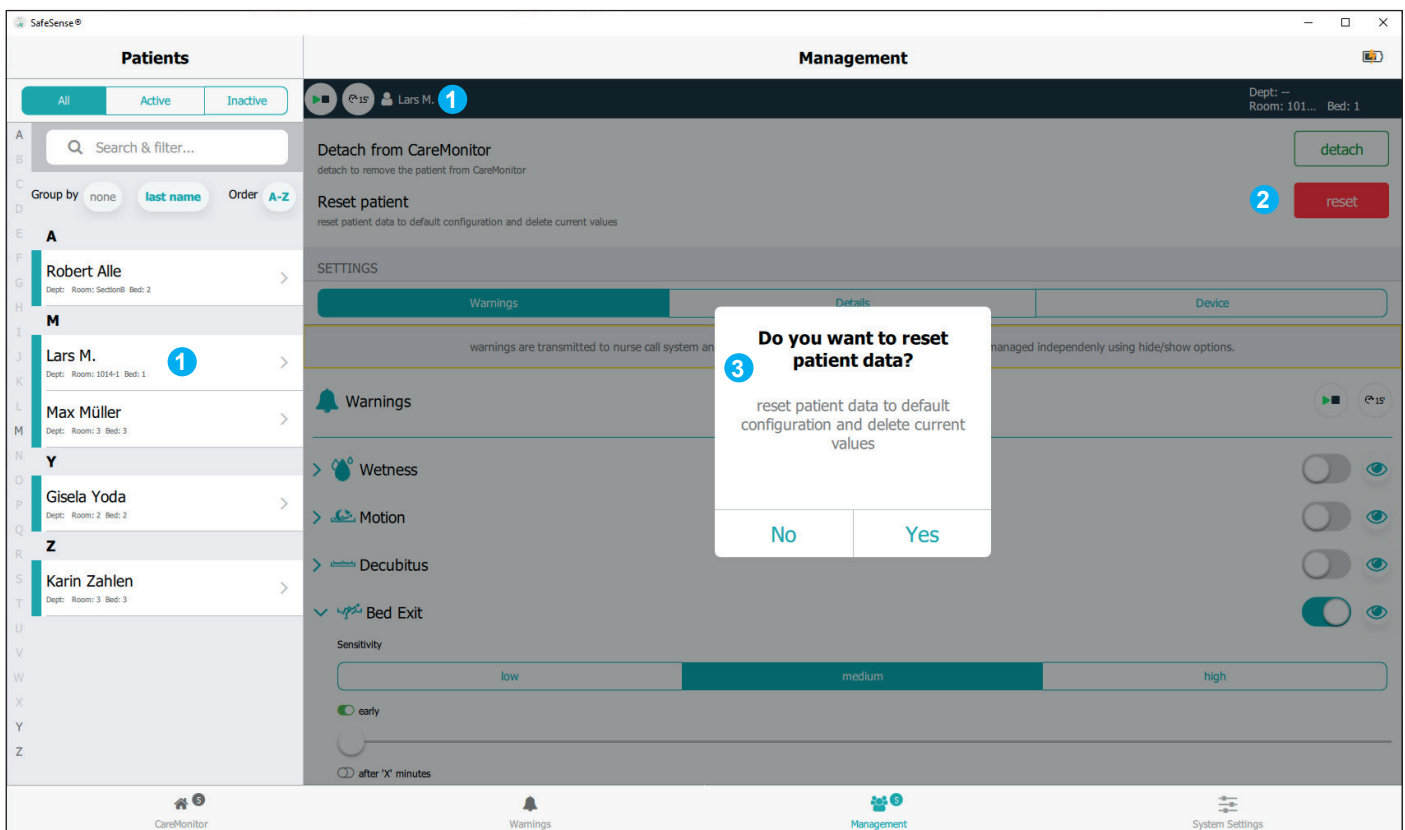 SafeSense®
Patients
Management
All Active Inactive
1
15'
Lars M.
1
Dept: --
Room: 101... Bed: 1
A
B
C
D
E
F
G
H
I
J
K
L
M
N
O
P
Q
R
S
T
U
V
W
X
Y
Z
Search & filter...
Group by none last name Order A-Z
A
Robert Alle
Dept: Room: SectionB Bed: 2
M
Lars M.
Dept: Room: 1014-1 Bed: 1
Max Müller
Dept: Room: 3 Bed: 3
Y
Gisela Yoda
Dept: Room: 2 Bed: 2
Z
Karin Zahlen
Dept: Room: 3 Bed: 3
Detach from CareMonitor
detach to remove the patient from CareMonitor
detach
Reset patient
reset patient data to default configuration and delete current values
2
reset
SETTINGS
Warnings Details Device
warnings are transmitted to nurse call system an
managed independenly using hide/show options.
3
Do you want to reset
patient data?
reset patient data to default
configuration and delete current
values
No Yes
Warnings
15'
Wetness
Motion
Decubitus
Bed Exit
Sensitivity
low medium high
early
after 'X' minutes
5
CareMonitor
Warnings
5
Management
System Settings